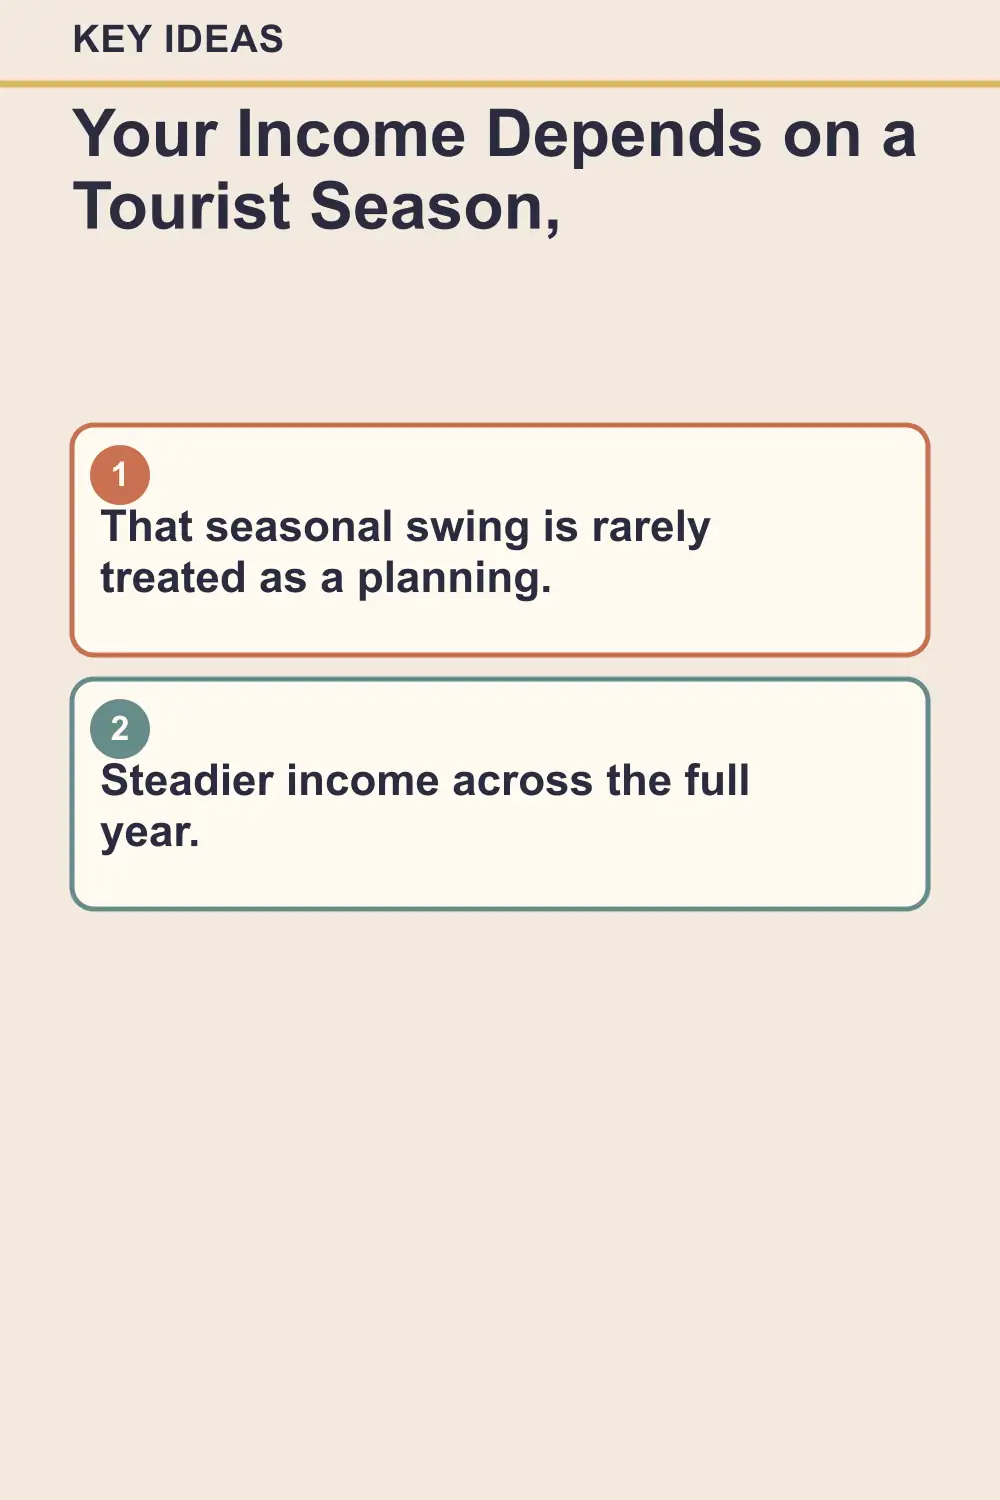 KEY IDEAS
Your Income Depends on a
Tourist Season,
1
That seasonal swing is rarely
treated as a planning.
2
Steadier income across the full
year.